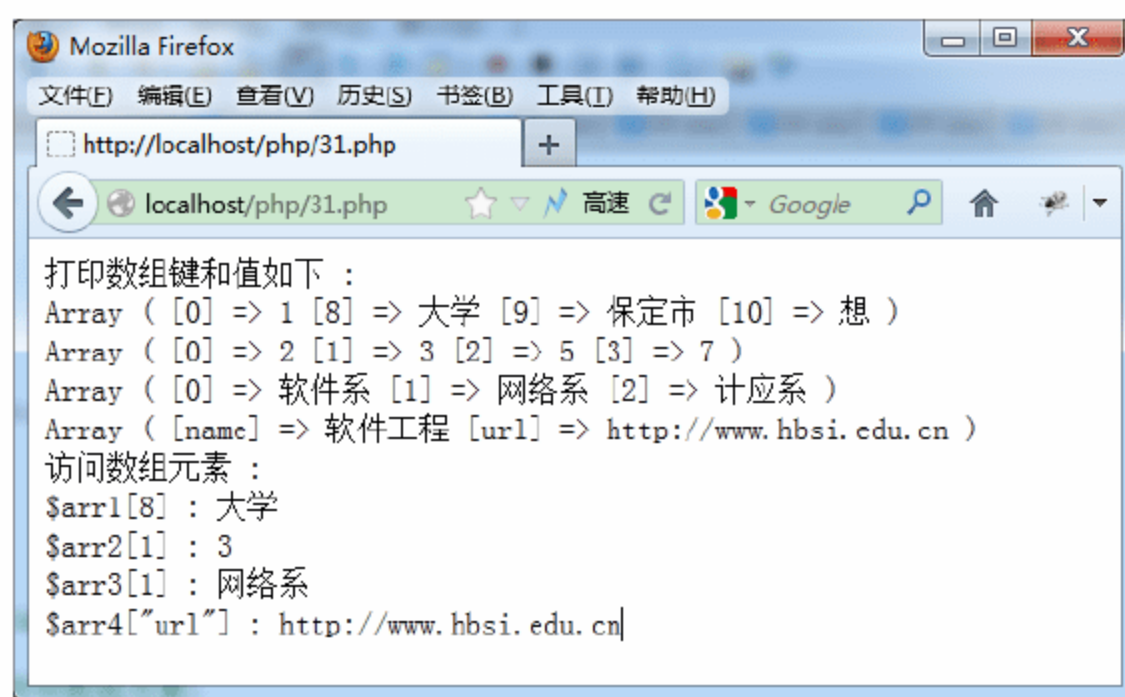 Mozilla Firefox
文件(F) 编辑(E) 查看(V) 历史(S) 书签(B) 工具(T) 帮助(H)
http://localhost/php/31.php
localhost/php/31.php 高速 Google
打印数组键和值如下 :
Array ( [0] => 1 [8] => 大学 [9] => 保定市 [10] => 想 )
Array ( [0] => 2 [1] => 3 [2] => 5 [3] => 7 )
Array ( [0] => 软件系 [1] => 网络系 [2] => 计应系 )
Array ( [name] => 软件工程 [url] => http://www.hbsi.edu.cn )
访问数组元素 :
$arr1[8] : 大学
$arr2[1] : 3
$arr3[1] : 网络系
$arr4["url"] : http://www.hbsi.edu.cn